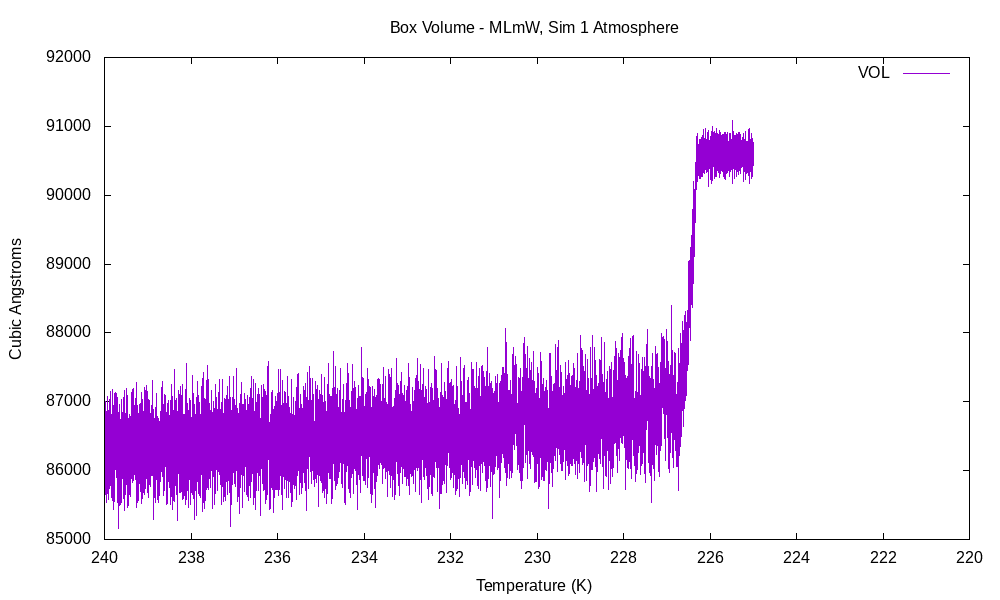 Box Volume - MLmW, Sim 1 Atmosphere
92000
VOL
91000
90000
89000
Cubic Angstroms
88000
87000
86000
85000
240 238 236 234 232 230 228 226 224 222 220
Temperature (K)